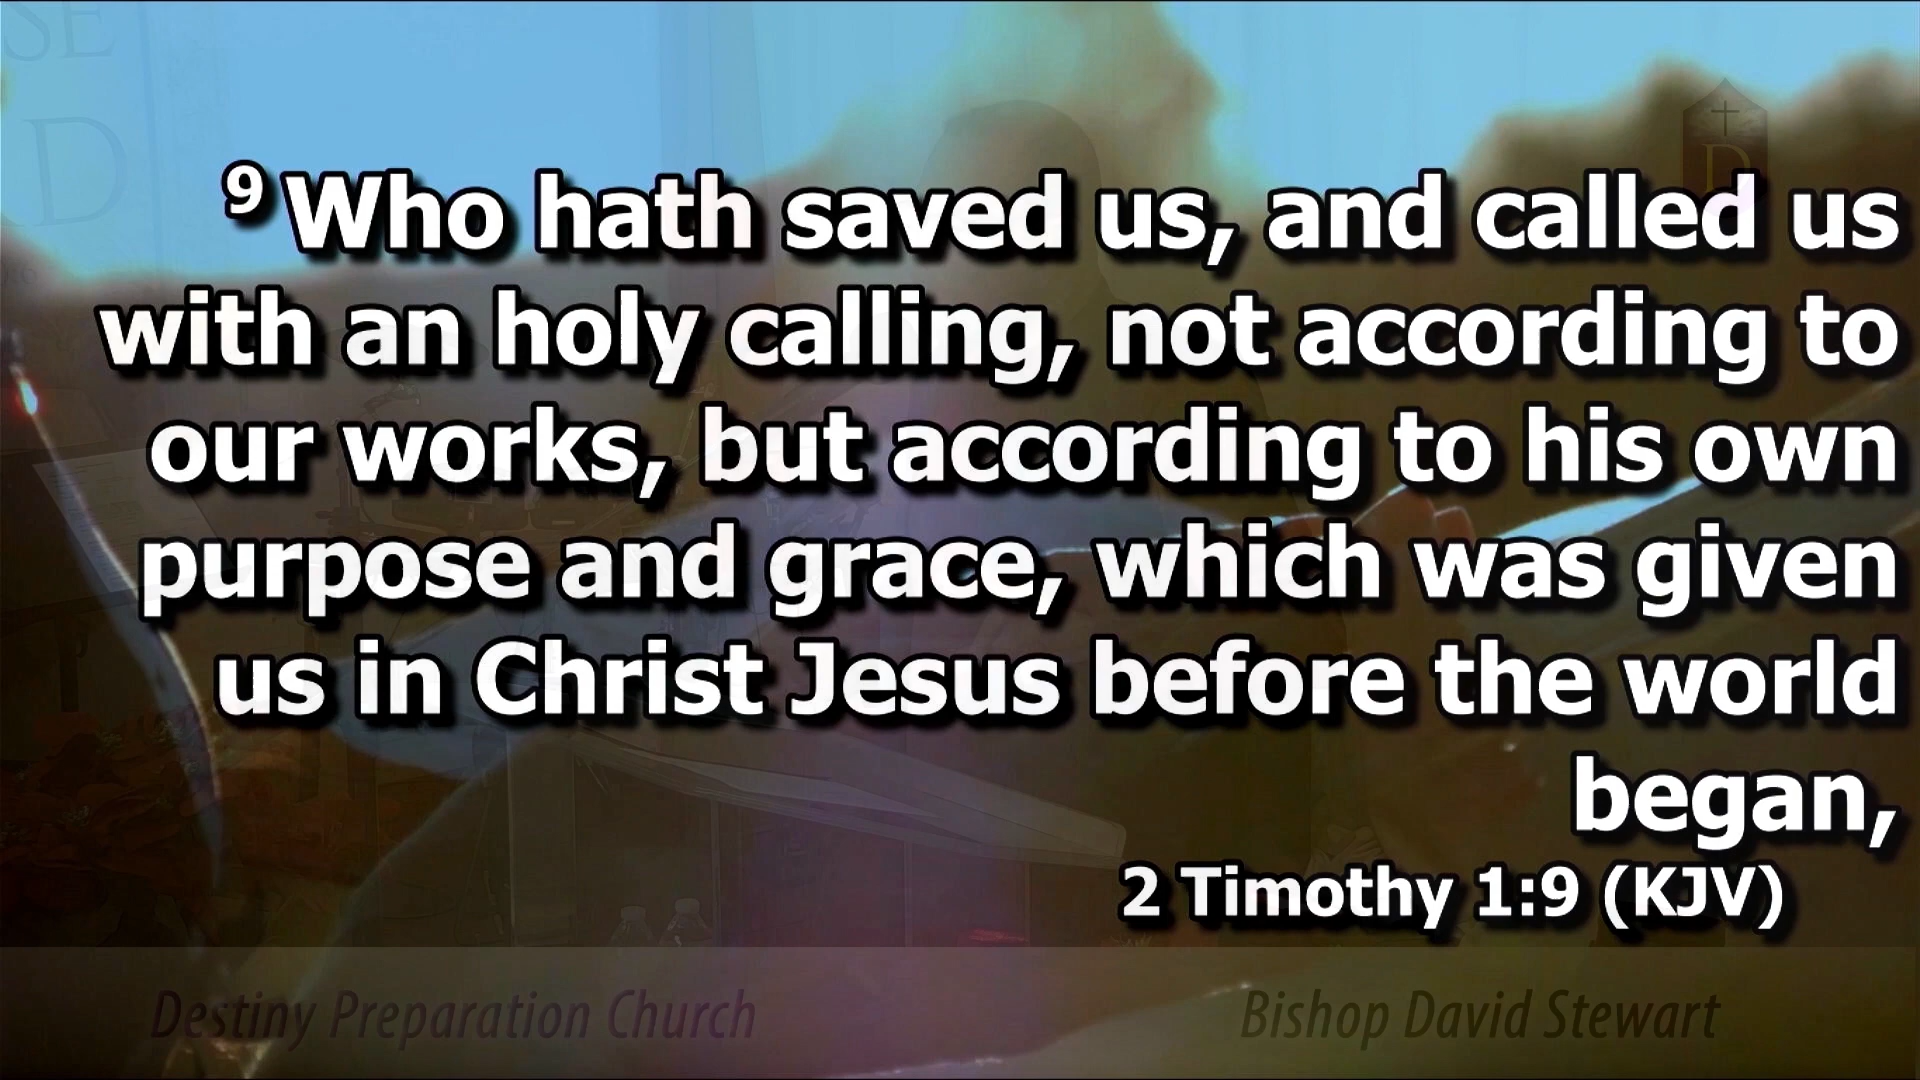 SE
D
D
9 Who hath saved us, and called us
with an holy calling, not according to
our works, but according to his own
purpose and grace, which was given
us in Christ Jesus before the world
began,
2 Timothy 1:9 (KJV)
Destiny Preparation Church
Bishop David Stewart